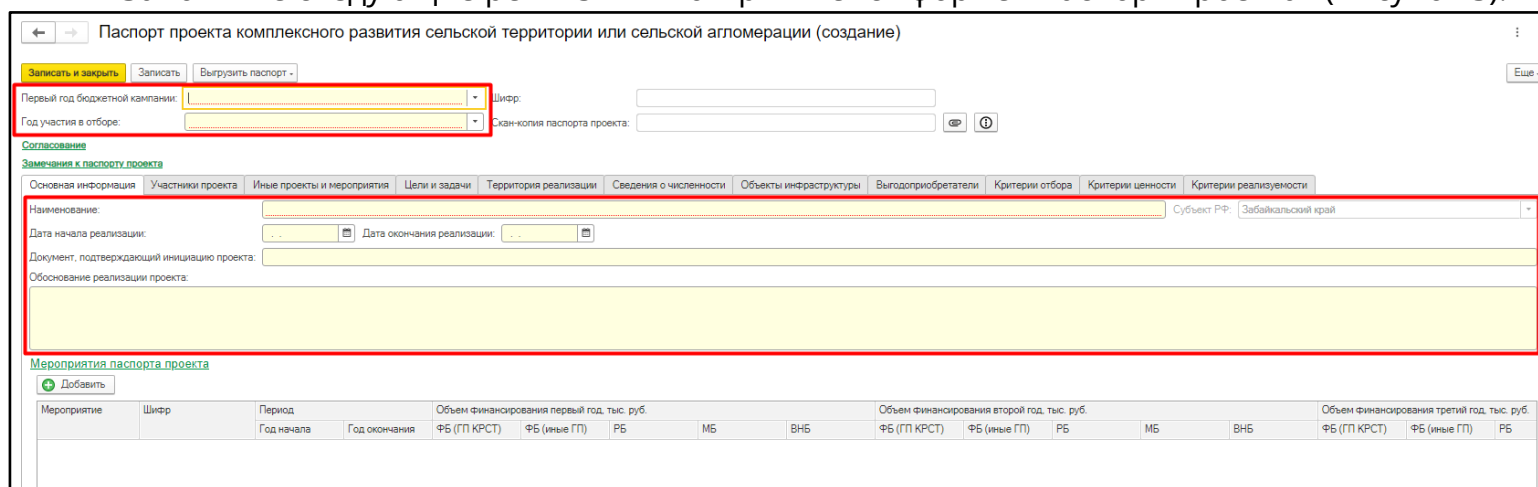 Паспорт проекта комплексного развития сельской территории или сельской агломерации (создание)
Записать и закрыть Записать Выгрузить паспорт Еще
Первый год бюджетной кампании: Шифр:
Год участия в отборе: Скан-копия паспорта проекта:
Согласование
Замечания к паспорту проекта
Основная информация Участники проекта Иные проекты и мероприятия Цели и задачи Территория реализации Сведения о численности Объекты инфраструктуры Выгодоприобретатели Критерии отбора Критерии ценности Критерии реализуемости
Наименование: Субъект РФ: Забайкальский край
Дата начала реализации: . . Дата окончания реализации: . .
Документ, подтверждающий инициацию проекта:
Обоснование реализации проекта:
Мероприятия паспорта проекта
Добавить
Мероприятие Шифр Период Объем финансирования первый год, тыс. руб. Объем финансирования второй год, тыс. руб. Объем финансирования третий год, тыс. руб.
Год начала Год окончания ФБ (ГП КРСТ) ФБ (иные ГП) РБ МБ ВНБ ФБ (ГП КРСТ) ФБ (иные ГП) РБ МБ ВНБ ФБ (ГП КРСТ) ФБ (иные ГП) РБ